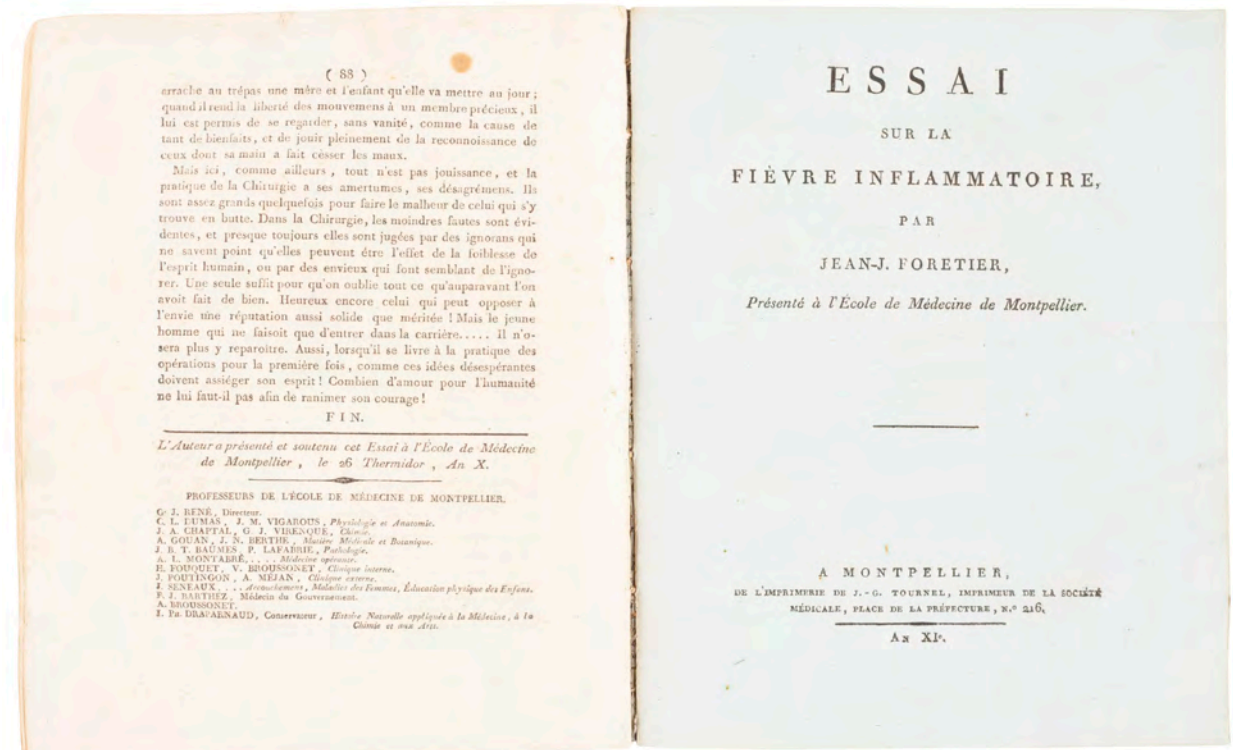 ( 88 )
errache au trépas une mère et l'enfant qu'elle va mettre au jour ;
quand il rend la liberté des mouvemens à un membre précieux, il
lui est permis de se regarder, sans vanité, comme la cause de
tant de bienfaits, et de jouir pleinement de la reconnoissance de
ceux dont sa main a fait césser les maux.
Mais ici, comme ailleurs, tout n'est pas jouissance, et la
pratique de la Chirurgie a ses amertumes, ses désagrémens. Ils
sont assez grands quelquefois pour faire le malheur de celui qui s'y
trouve en butte. Dans la Chirurgie, les moindres fautes sont évi-
dentes, et presque toujours elles sont jugées par des ignorans qui
ne savent point qu'elles peuvent être l'effet de la foiblesse de
l'esprit humain, ou par des envieux qui font semblant de l'igno-
rer. Une seule suffit pour qu'on oublie tout ce qu'auparavant l'on
avoit fait de bien. Heureux encore celui qui peut opposer à
l'envie une réputation aussi solide que méritée ! Mais le jeune
homme qui ne faisoit que d'entrer dans la carrière..... Il n'o-
sera plus y reparoître. Aussi, lorsqu'il se livre à la pratique des
opérations pour la première fois, comme ces idées désespérantes
doivent assiéger son esprit ! Combien d'amour pour l'humanité
ne lui faut-il pas afin de ranimer son courage !
FIN.
L'Auteur a présenté et soutenu cet Essai à l'École de Médecine
de Montpellier, le 26 Thermidor, An X.
PROFESSEURS DE L'ÉCOLE DE MÉDECINE DE MONTPELLIER.
G. J. RENÉ, Directeur.
C. L. DUMAS, J. M. VIGAROUS, Physiologie et Anatomie.
J. A. CHAPTAL, G. J. VIRENQUE, Chimie.
A. GOUAN, J. N. BERTHE, Matière Médicale et Botanique.
J. B. T. BAUMES, P. LAFABRIE, Pathologie.
A. L. MONTABRÉ, . . . . Médecine opérante.
H. FOUQUET, V. BROUSSONET, Clinique interne.
J. POUTINGON, A. MÉJAN, Clinique externe.
J. SENEAUX, . . . Accouchemens, Maladies des Femmes, Éducation physique des Enfans.
P. J. BARTHEZ, Médecin du Gouvernement.
A. BROUSSONET.
J. Ph. DRAPARNAUD, Conservateur, Histoire Naturelle appliquée à la Médecine, à la
Chimie et aux Arts.
ESSAI
SUR LA
FIÈVRE INFLAMMATOIRE,
PAR
JEAN-J. FORETIER,
Présenté à l'École de Médecine de Montpellier.
A MONTPELLIER,
DE L'IMPRIMERIE DE J.-G. TOURNEL, IMPRIMEUR DE LA SOCIÉTÉ
MÉDICALE, PLACE DE LA PRÉFECTURE, N.º 216.
AN XIe.